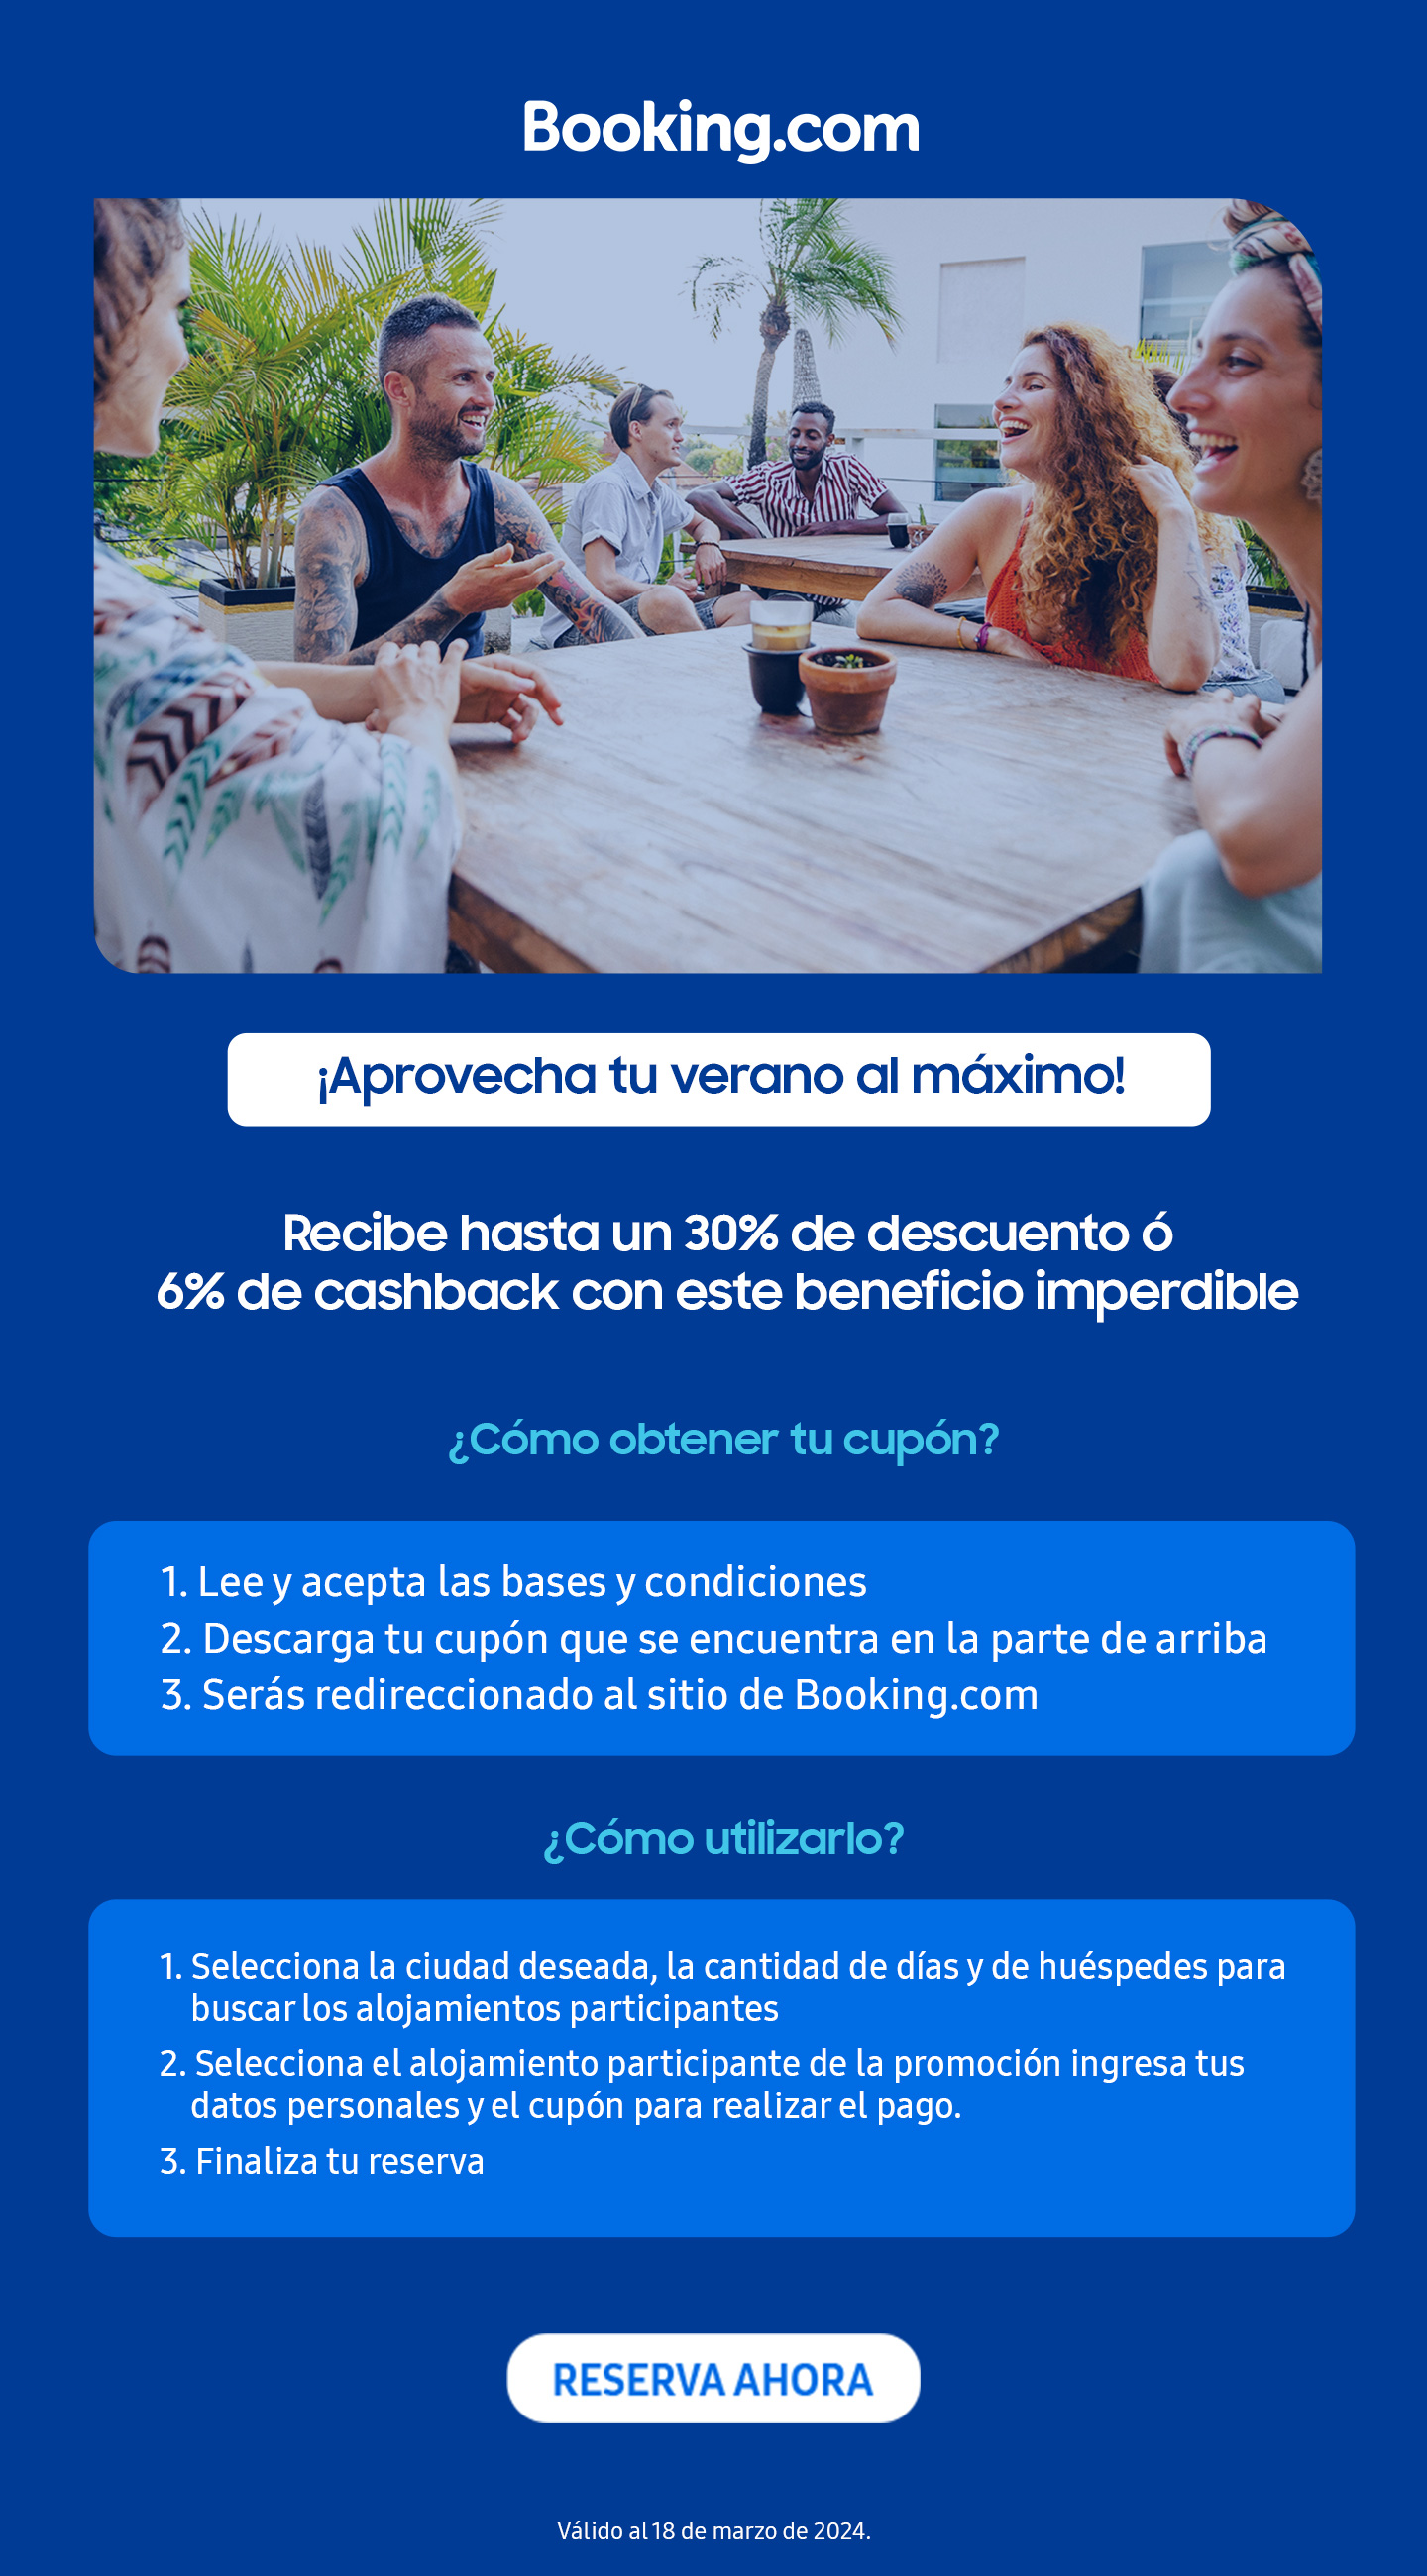 Booking.com
¡Aprovecha tu verano al máximo!
Recibe hasta un 30% de descuento ó
6% de cashback con este beneficio imperdible
¿Cómo obtener tu cupón?
1. Lee y acepta las bases y condiciones
2. Descarga tu cupón que se encuentra en la parte de arriba
3. Serás redireccionado al sitio de Booking.com
¿Cómo utilizarlo?
1. Selecciona la ciudad deseada, la cantidad de días y de huéspedes para
buscar los alojamientos participantes
2. Selecciona el alojamiento participante de la promoción ingresa tus
datos personales y el cupón para realizar el pago.
3. Finaliza tu reserva
RESERVA AHORA
Válido al 18 de marzo de 2024.